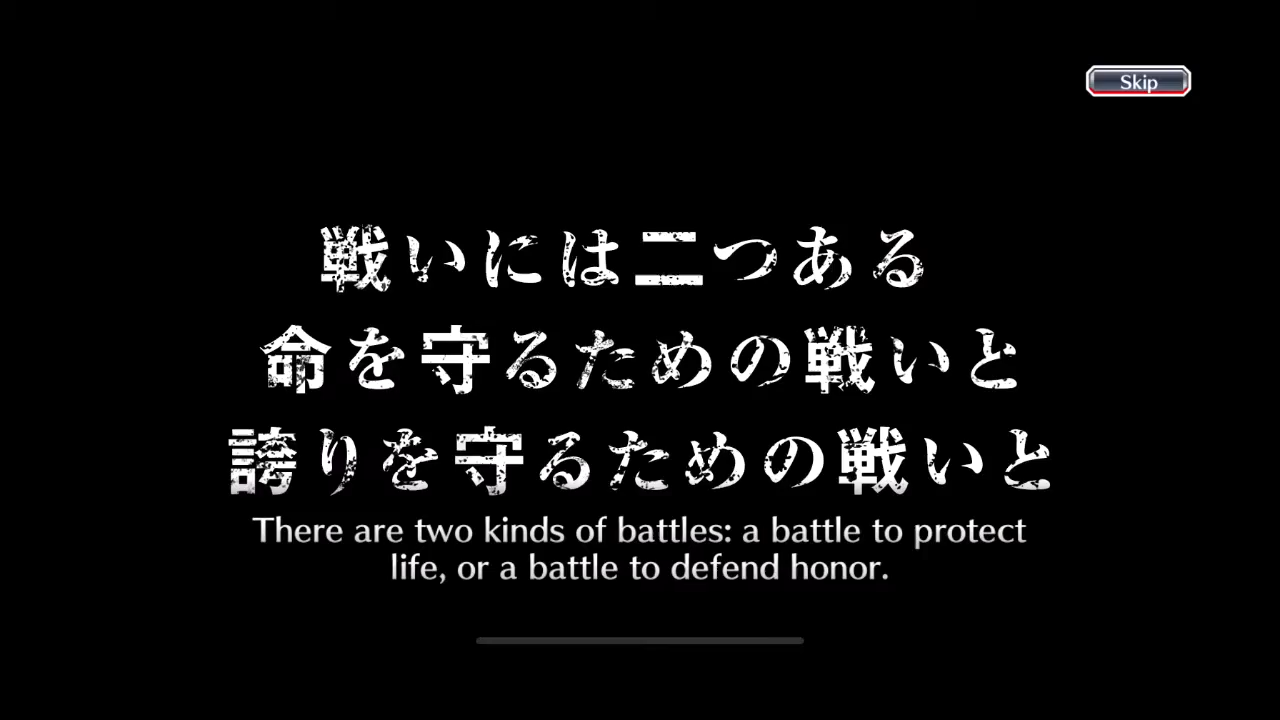 Skip
戦いには二つある
命を守るための戦いと
誇りを守るための戦いと
There are two kinds of battles: a battle to protect
life, or a battle to defend honor.